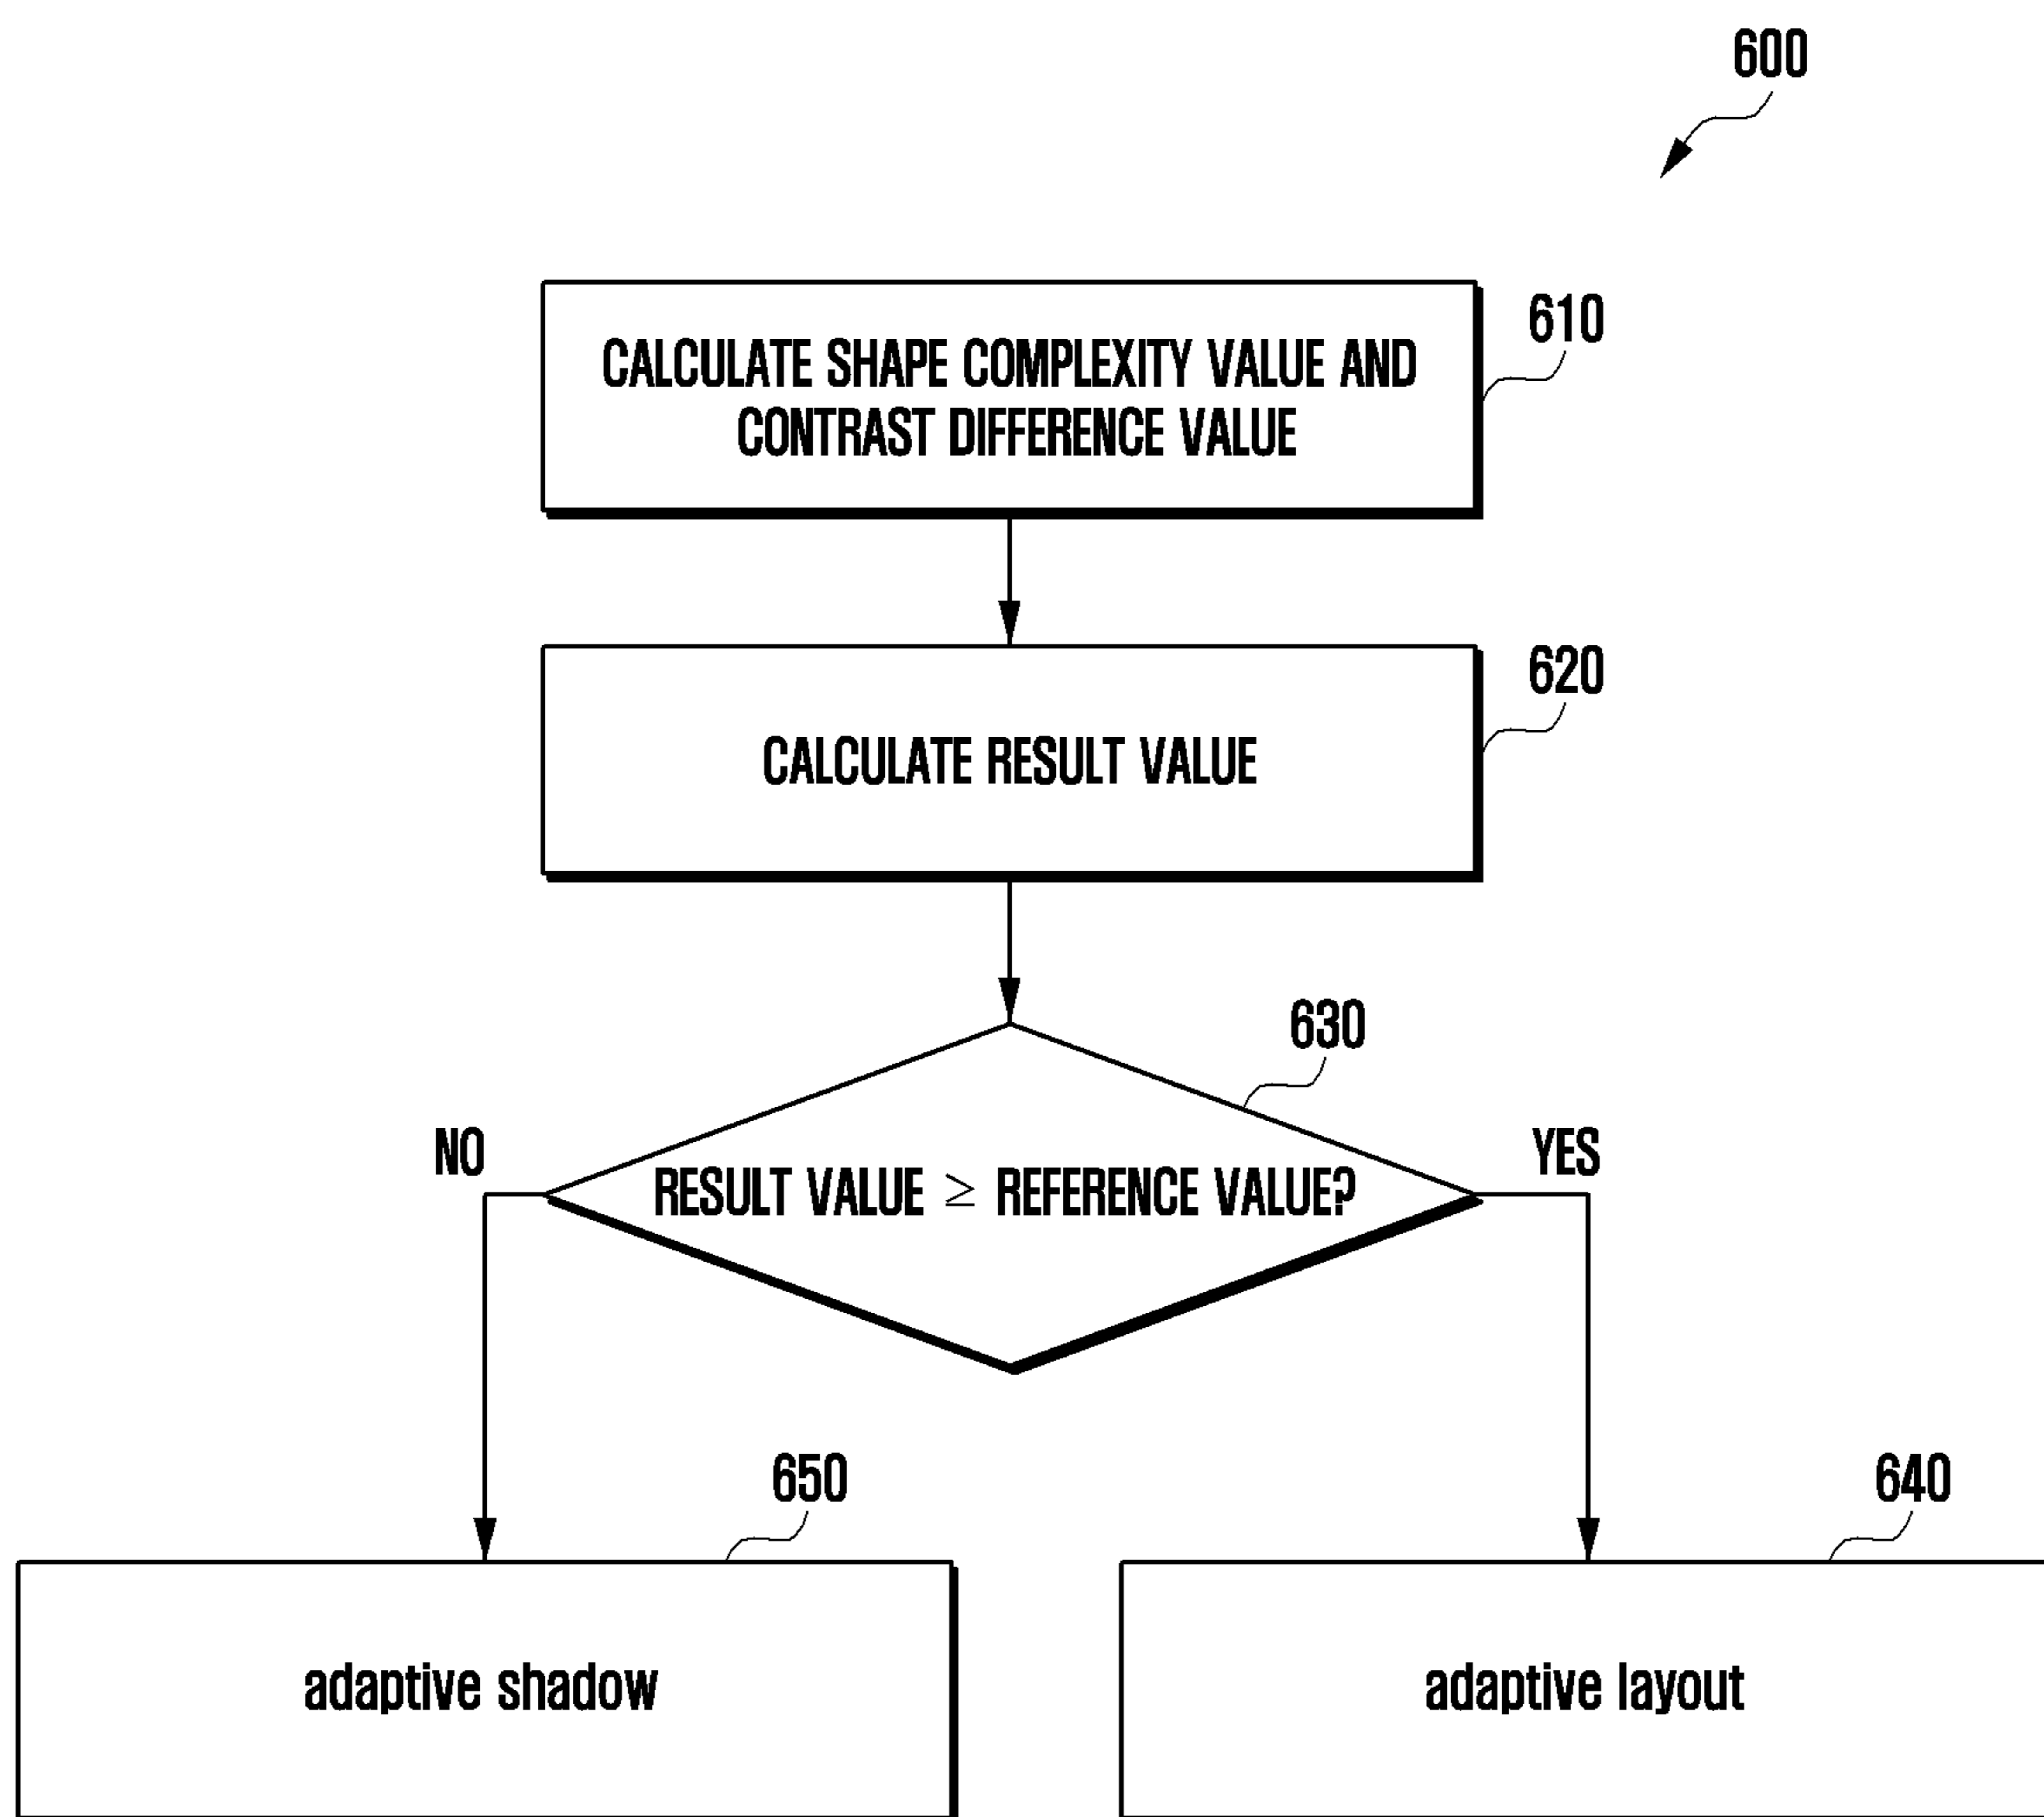 600
CALCULATE SHAPE COMPLEXITY VALUE AND
CONTRAST DIFFERENCE VALUE
610
CALCULATE RESULT VALUE
620
630
RESULT VALUE ≥ REFERENCE VALUE?
NO
YES
650
adaptive shadow
640
adaptive layout